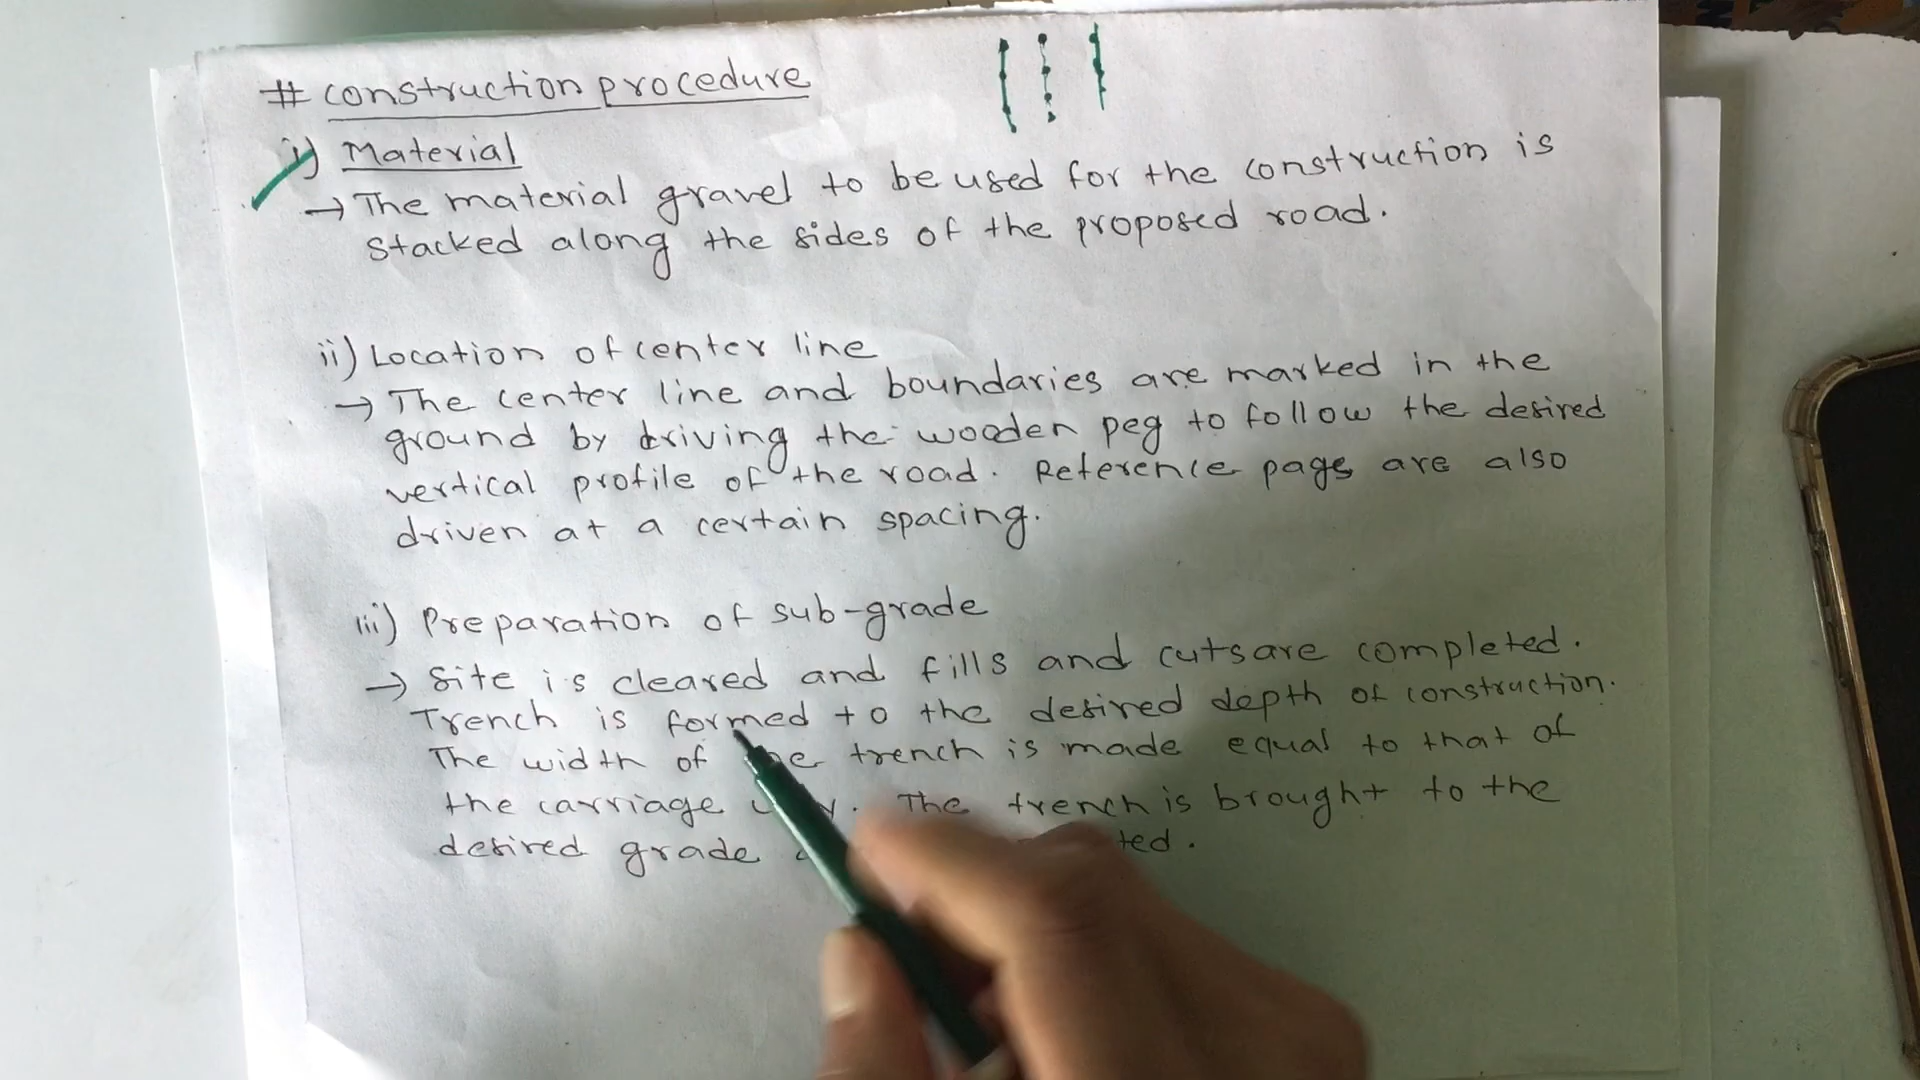 # construction procedure
i) Material
→ The material gravel to be used for the construction is
stacked along the sides of the proposed road.
ii) Location of center line
→ The center line and boundaries are marked in the
ground by driving the wooden peg to follow the desired
vertical profile of the road. Reference pags are also
driven at a certain spacing.
iii) Preparation of sub-grade
→ Site is cleared and fills and cuts are completed.
Trench is formed to the desired depth of construction.
The width of trench is made equal to that of
the carriage The trench is brought to the
desired grade